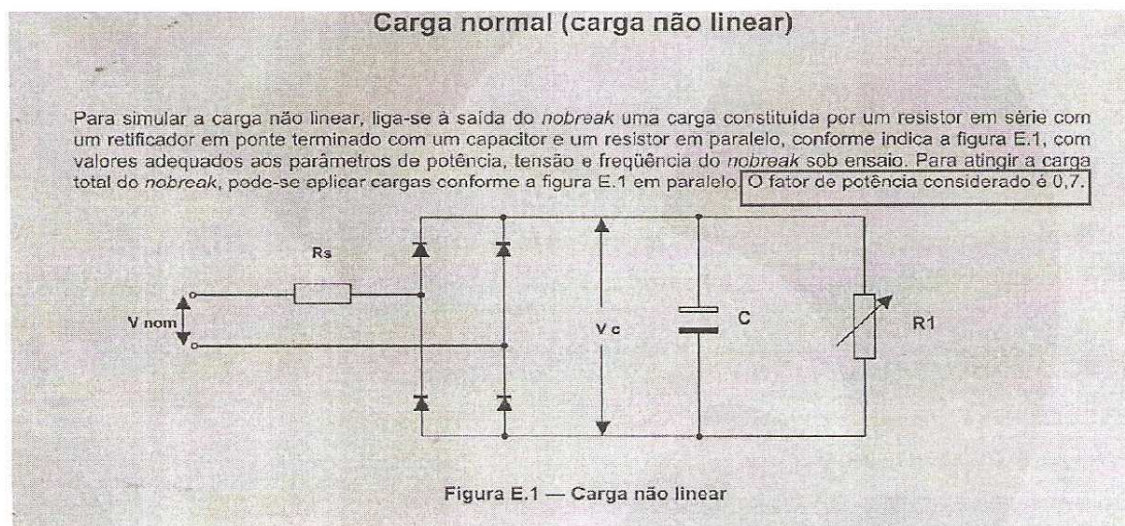 Carga normal (carga não linear)
Para simular a carga não linear, liga-se à saída do nobreak uma carga constituída por um resistor em série com
um retificador em ponte terminado com um capacitor e um resistor em paralelo, conforme indica a figura E.1, com
valores adequados aos parâmetros de potência, tensão e freqüência do nobreak sob ensaio. Para atingir a carga
total do nobreak, pode-se aplicar cargas conforme a figura E.1 em paralelo. O fator de potência considerado é 0,7.
Rs
V nom
V c
C
R1
Figura E.1 — Carga não linear